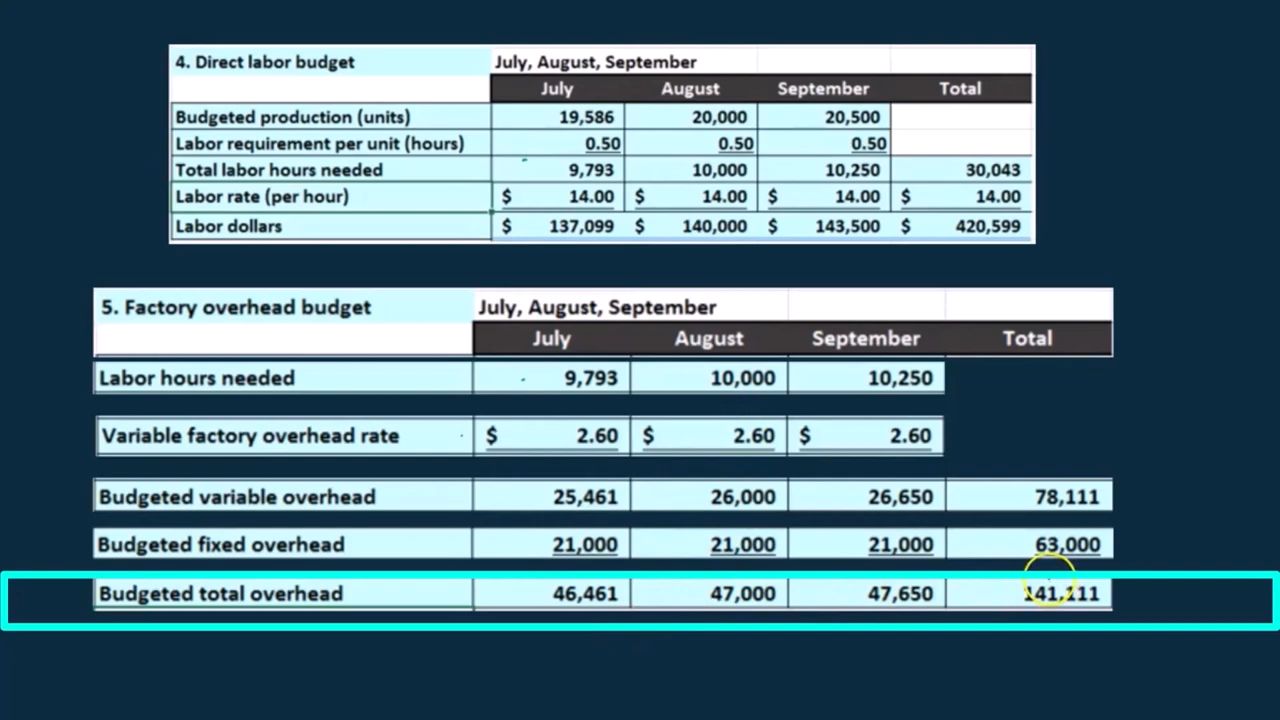 4. Direct labor budget July, August, September
July August September Total
Budgeted production (units) 19,586 20,000 20,500
Labor requirement per unit (hours) 0.50 0.50 0.50
Total labor hours needed 9,793 10,000 10,250 30,043
Labor rate (per hour) $ 14.00 $ 14.00 $ 14.00 $ 14.00
Labor dollars $ 137,099 $ 140,000 $ 143,500 $ 420,599
5. Factory overhead budget July, August, September
July August September Total
Labor hours needed 9,793 10,000 10,250
Variable factory overhead rate $ 2.60 $ 2.60 $ 2.60
Budgeted variable overhead 25,461 26,000 26,650 78,111
Budgeted fixed overhead 21,000 21,000 21,000 63,000
Budgeted total overhead 46,461 47,000 47,650 141,111